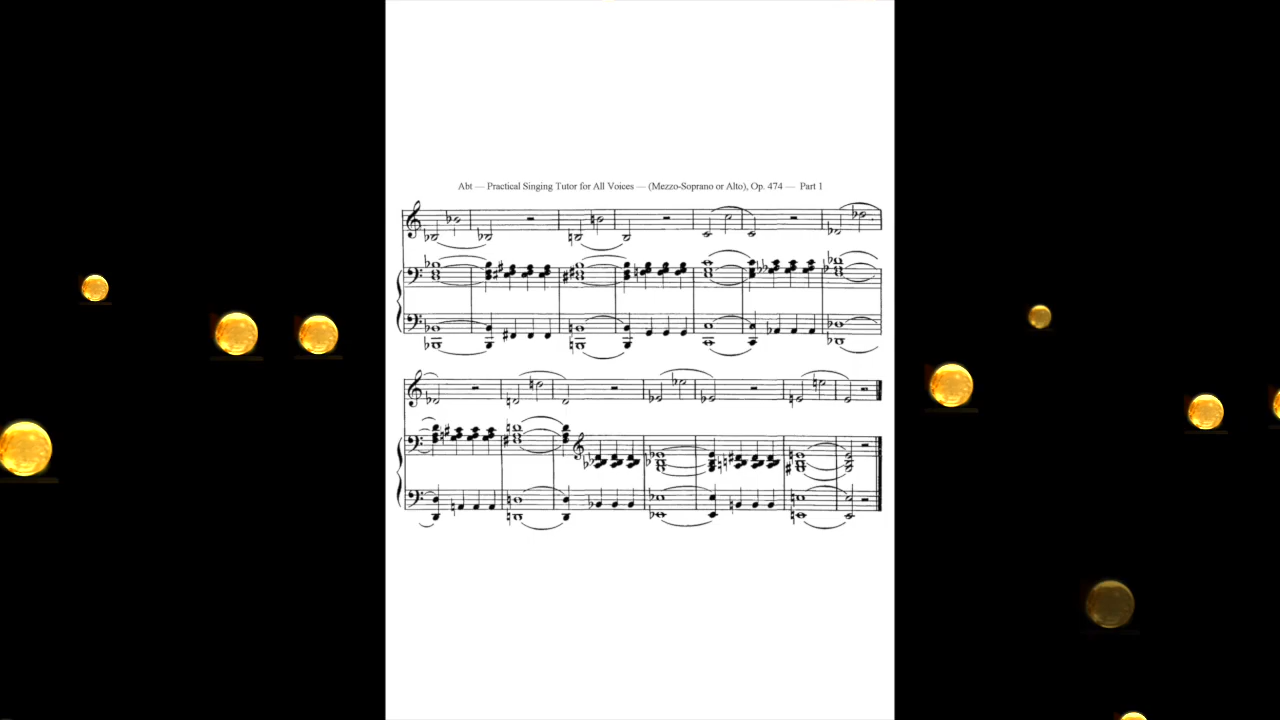 Abt — Practical Singing Tutor for All Voices — (Mezzo-Soprano or Alto), Op. 474 — Part 1